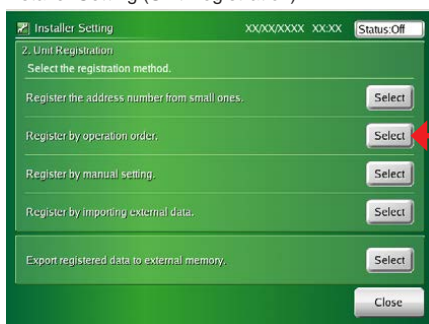 Installer Setting XX/XX/XXXX XX:XX Status:Off
2. Unit Registration
Select the registration method.
Register the address number from small ones. Select
Register by operation order. Select
Register by manual setting. Select
Register by importing external data. Select
Export registered data to external memory. Select
Close